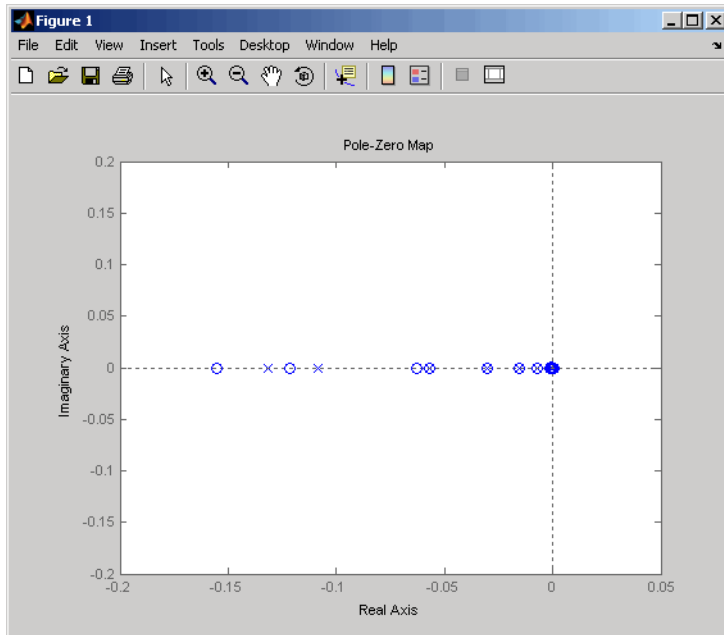 Figure 1
File Edit View Insert Tools Desktop Window Help
Pole-Zero Map
0.2
0.15
0.1
0.05
0
-0.05
-0.1
-0.15
-0.2
Imaginary Axis
-0.2 -0.15 -0.1 -0.05 0 0.05
Real Axis